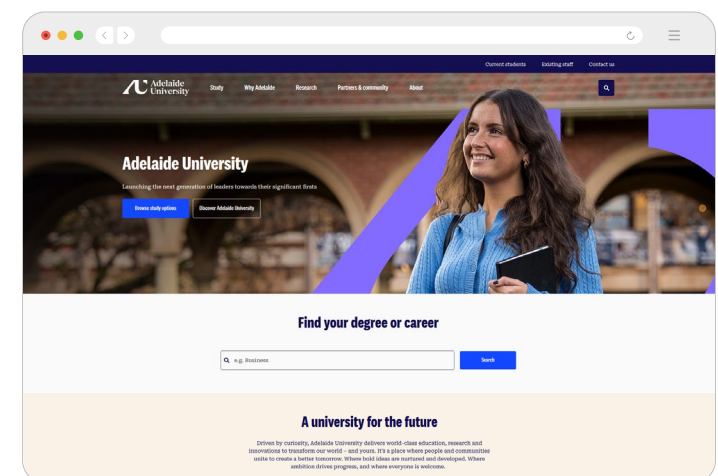 Current students Existing staff Contact us
Adelaide
University
Study Why Adelaide Research Partners & community About
Adelaide University
Launching the next generation of leaders towards their significant firsts
Browse study options Discover Adelaide University
Find your degree or career
e.g. Business Search
A university for the future
Driven by curiosity, Adelaide University delivers world-class education, research and
innovations to transform our world – and yours. It's a place where people and communities
unite to create a better tomorrow. Where bold ideas are nurtured and developed. Where
ambition drives progress, and where everyone is welcome.